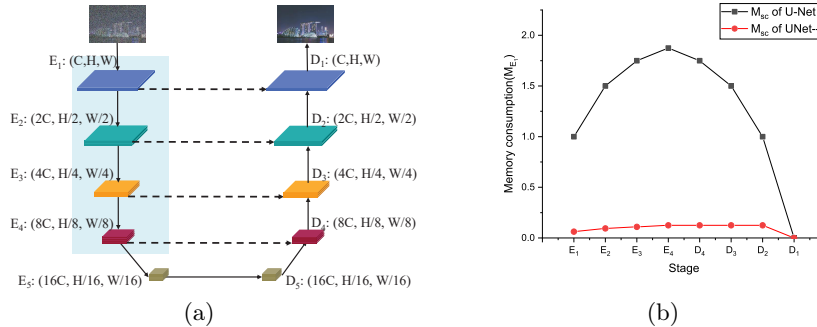 E1: (C,H,W)
D1: (C,H,W)
E2: (2C, H/2, W/2)
D2: (2C, H/2, W/2)
E3: (4C, H/4, W/4)
D3: (4C, H/4, W/4)
E4: (8C, H/8, W/8)
D4: (8C, H/8, W/8)
E5: (16C, H/16, W/16)
D5: (16C, H/16, W/16)
(a)
Msc of U-Net
Msc of UNet--
Memory consumption(ME1)
2.0
1.5
1.0
0.5
0.0
E1 E2 E3 E4 D4 D3 D2 D1
Stage
(b)